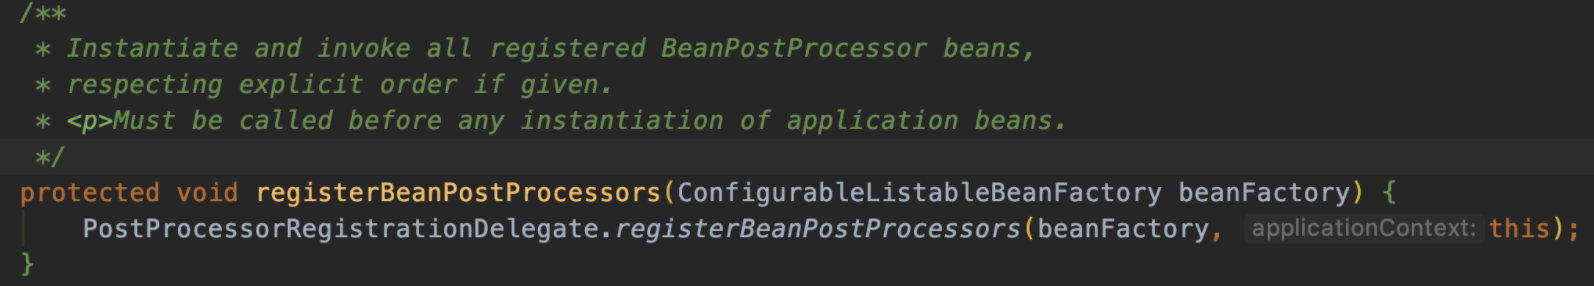 /**
 * Instantiate and invoke all registered BeanPostProcessor beans,
 * respecting explicit order if given.
 * <p>Must be called before any instantiation of application beans.
 */
protected void registerBeanPostProcessors(ConfigurableListableBeanFactory beanFactory) {
    PostProcessorRegistrationDelegate.registerBeanPostProcessors(beanFactory, applicationContext: this);
}